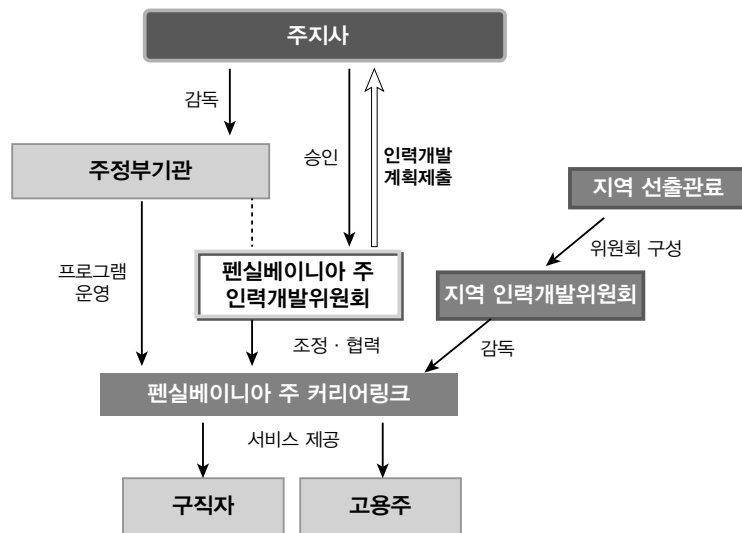 주지사
감독
승인
인력개발
계획제출
주정부기관
지역 선출관료
위원회 구성
프로그램
운영
펜실베이니아 주
인력개발위원회
지역 인력개발위원회
조정 · 협력
감독
펜실베이니아 주 커리어링크
서비스 제공
구직자
고용주